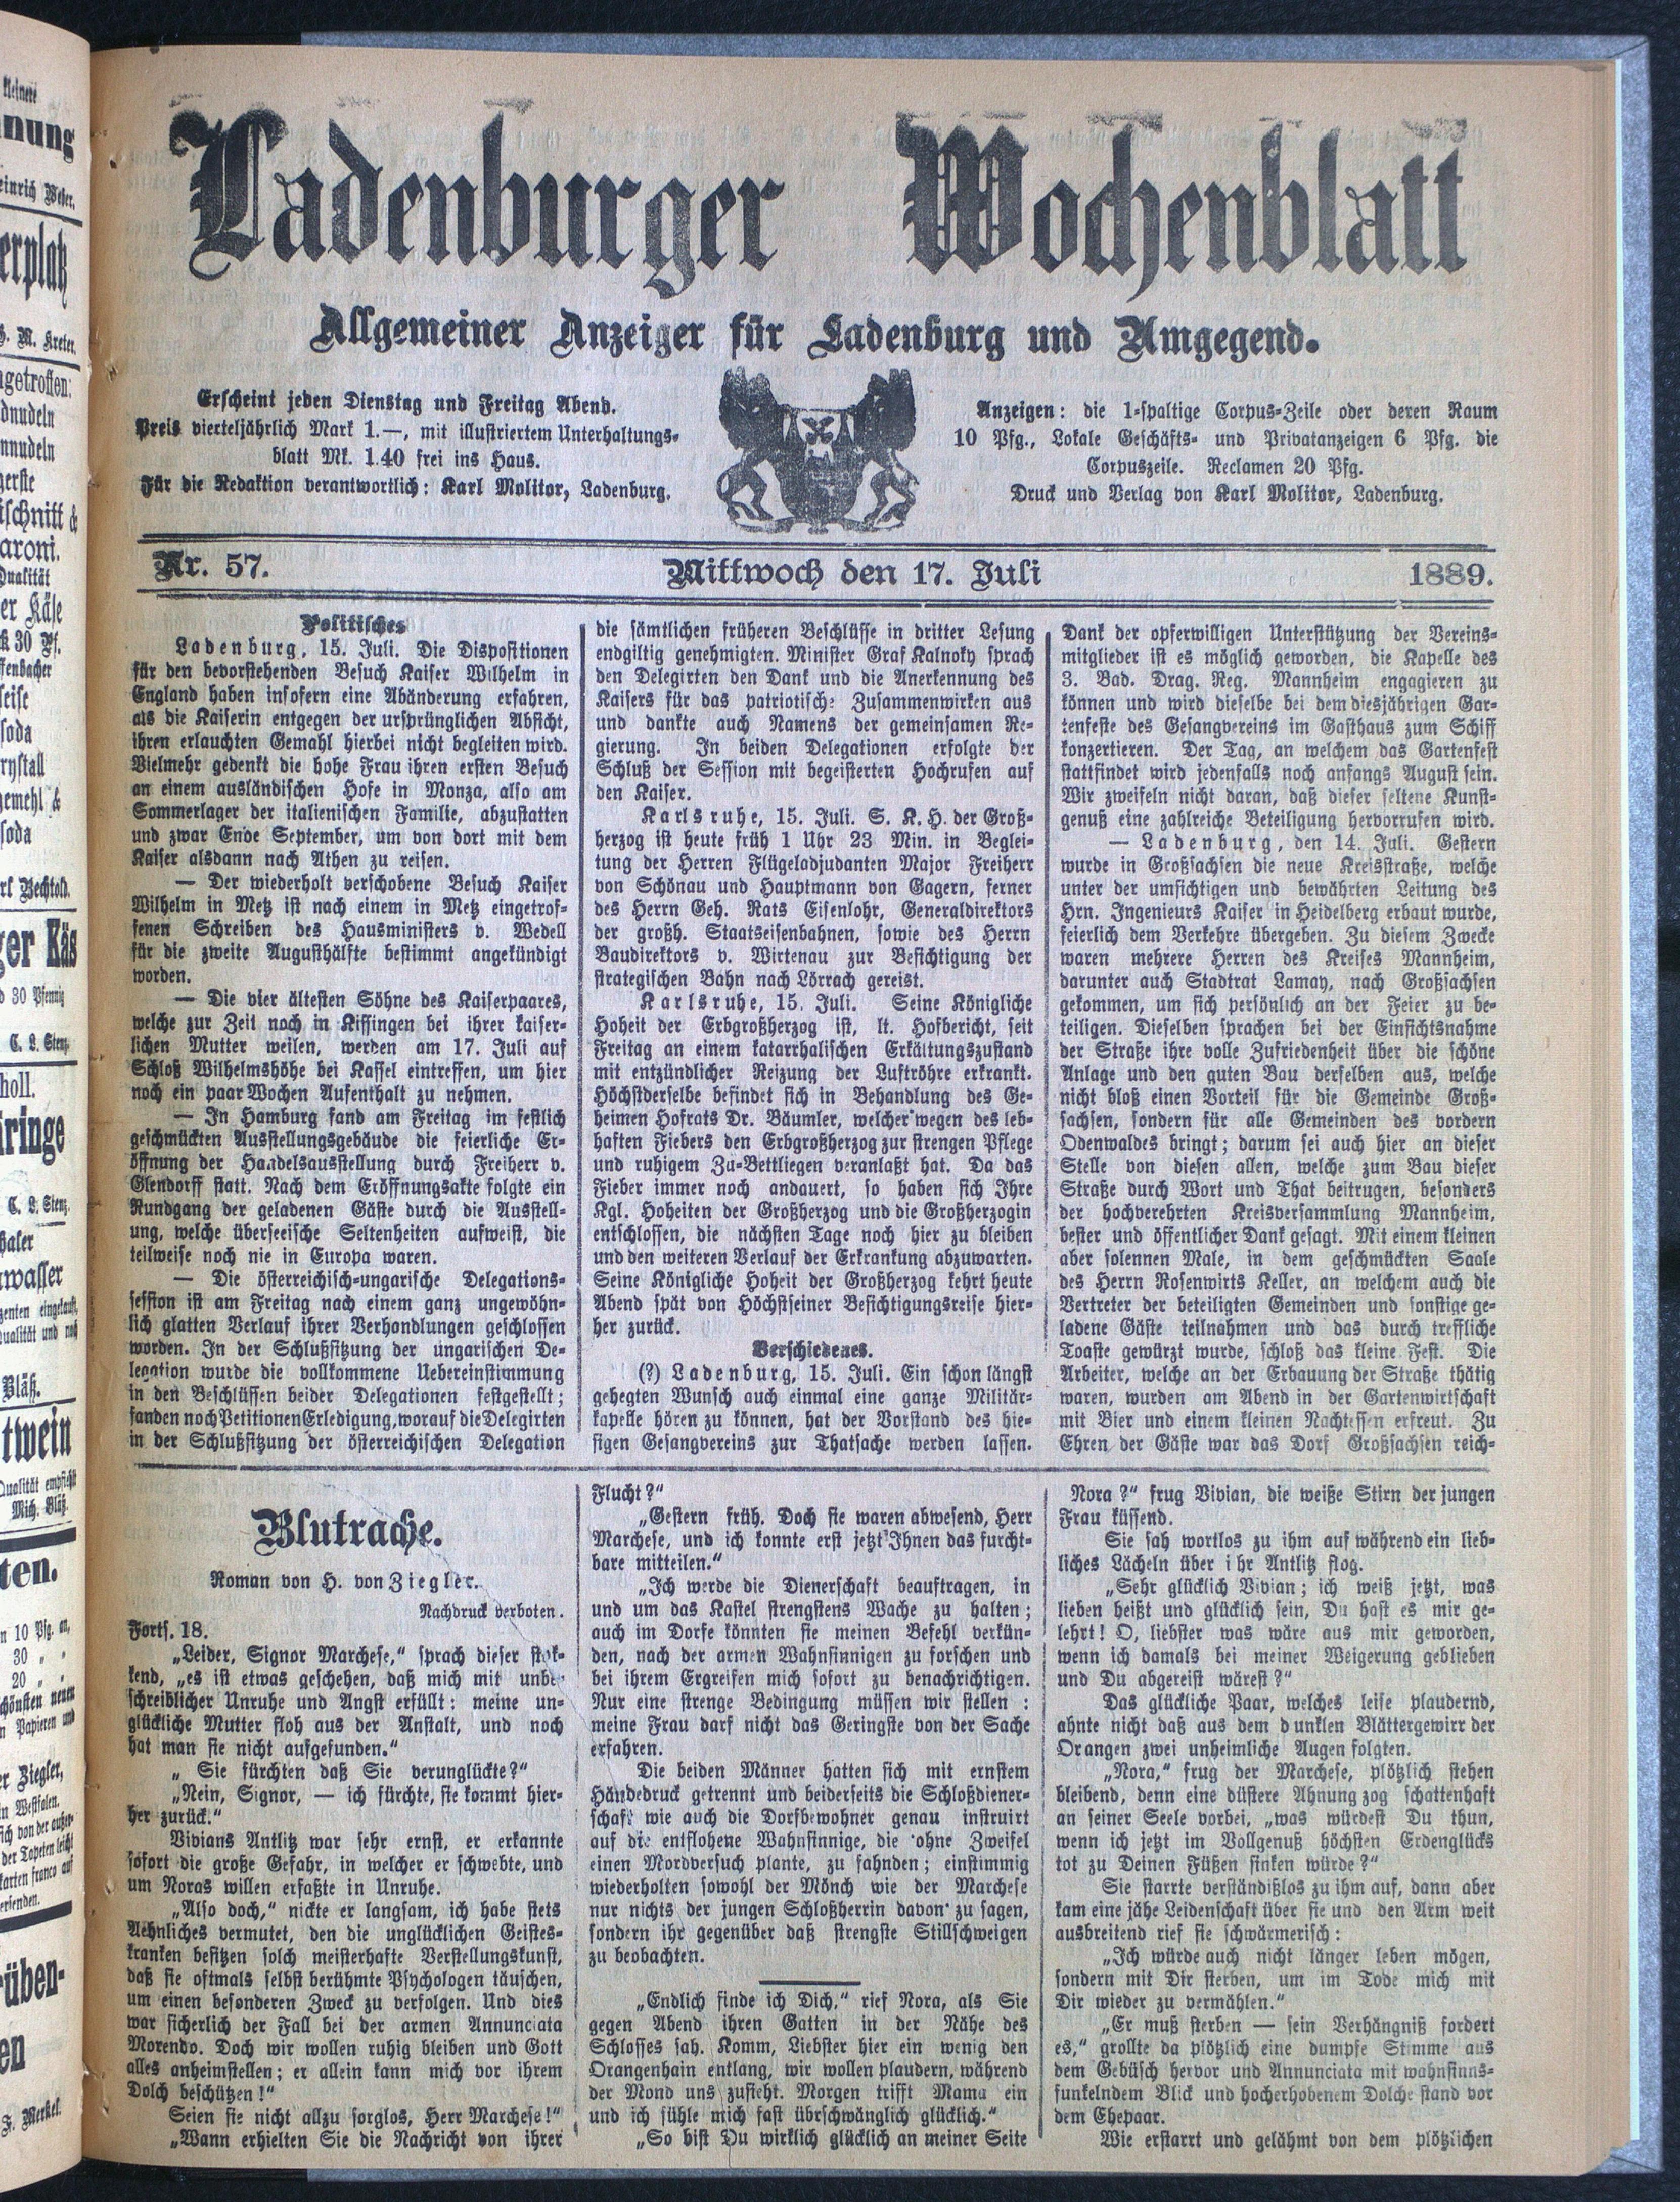 Ladenburger Wochenblatt
Allgemeiner Anzeiger für Ladenburg und Umgegend.
Erscheint jeden Dienstag und Freitag Abend.
Preis vierteljährlich Mark 1.—, mit illustriertem Unterhaltungs-
blatt Mk. 1.40 frei ins Haus.
Für die Redaktion verantwortlich: Karl Molitor, Ladenburg.
Anzeigen: die 1-spaltige Corpus-Zeile oder deren Raum
10 Pfg., Lokale Geschäfts- und Privatanzeigen 6 Pfg. die
Corpuszeile. Reclamen 20 Pfg.
Druck und Verlag von Karl Molitor, Ladenburg.
Nr. 57. Mittwoch den 17. Juli 1889.
Politisches
Ladenburg, 15. Juli. Die Dispositionen
für den bevorstehenden Besuch Kaiser Wilhelm in
England haben insofern eine Abänderung erfahren,
als die Kaiserin entgegen der ursprünglichen Absicht,
ihren erlauchten Gemahl hierbei nicht begleiten wird.
Vielmehr gedenkt die hohe Frau ihren ersten Besuch
an einem ausländischen Hofe in Monza, also am
Sommerlager der italienischen Familie, abzustatten
und zwar Ende September, um von dort mit dem
Kaiser alsdann nach Athen zu reisen.
— Der wiederholt verschobene Besuch Kaiser
Wilhelm in Metz ist nach einem in Metz eingetrof-
fenen Schreiben des Hausministers v. Wedell
für die zweite Augusthälfte bestimmt angekündigt
worden.
— Die vier ältesten Söhne des Kaiserpaares,
welche zur Zeit noch in Kissingen bei ihrer kaiser-
lichen Mutter weilen, werden am 17. Juli auf
Schloß Wilhelmshöhe bei Kassel eintreffen, um hier
noch ein paar Wochen Aufenthalt zu nehmen.
— In Hamburg fand am Freitag im festlich
geschmückten Ausstellungsgebäude die feierliche Er-
öffnung der Handelsausstellung durch Freiherr v.
Glendorff statt. Nach dem Eröffnungsakte folgte ein
Rundgang der geladenen Gäste durch die Ausstell-
ung, welche überseeische Seltenheiten aufweist, die
teilweise noch nie in Europa waren.
— Die österreichisch-ungarische Delegations-
session ist am Freitag nach einem ganz ungewöhn-
lich glatten Verlauf ihrer Verhandlungen geschlossen
worden. In der Schlußsitzung der ungarischen De-
legation wurde die vollkommene Uebereinstimmung
in den Beschlüssen beider Delegationen festgestellt;
fanden noch Petitionen Erledigung, worauf die Delegirten
in der Schlußsitzung der österreichischen Delegation
die sämtlichen früheren Beschlüsse in dritter Lesung
endgiltig genehmigten. Minister Graf Kalnoky sprach
den Delegirten den Dank und die Anerkennung des
Kaisers für das patriotische Zusammenwirken aus
und dankte auch Namens der gemeinsamen Re-
gierung. In beiden Delegationen erfolgte der
Schluß der Session mit begeisterten Hochrufen auf
den Kaiser.
Karlsruhe, 15. Juli. S. K. H. der Groß-
herzog ist heute früh 1 Uhr 23 Min. in Beglei-
tung der Herren Flügeladjudanten Major Freiherr
von Schönau und Hauptmann von Gagern, ferner
des Herrn Geh. Rats Eisenlohr, Generaldirektors
der großh. Staatseisenbahnen, sowie des Herrn
Baudirektors v. Wirtenau zur Besichtigung der
strategischen Bahn nach Lörrach gereist.
Karlsruhe, 15. Juli. Seine Königliche
Hoheit der Erbgroßherzog ist, lt. Hofbericht, seit
Freitag an einem katarrhalischen Erkältungszustand
mit entzündlicher Reizung der Luftröhre erkrankt.
Höchstderselbe befindet sich in Behandlung des Ge-
heimen Hofrats Dr. Bäumler, welcher wegen des leb-
haften Fiebers den Erbgroßherzog zur strengen Pflege
und ruhigem Zu-Bettliegen veranlaßt hat. Da das
Fieber immer noch andauert, so haben sich Ihre
Kgl. Hoheiten der Großherzog und die Großherzogin
entschlossen, die nächsten Tage noch hier zu bleiben
und den weiteren Verlauf der Erkrankung abzuwarten.
Seine Königliche Hoheit der Großherzog kehrt heute
Abend spät von Höchstseiner Besichtigungsreise hier-
her zurück.
Verschiedenes.
(?) Ladenburg, 15. Juli. Ein schon längst
gehegten Wunsch auch einmal eine ganze Militär-
kapelle hören zu können, hat der Vorstand des hie-
sigen Gesangvereins zur Thatsache werden lassen.
Dank der opferwilligen Unterstützung der Vereins-
mitglieder ist es möglich geworden, die Kapelle des
3. Bad. Drag. Reg. Mannheim engagieren zu
können und wird dieselbe bei dem diesjährigen Gar-
tenfeste des Gesangvereins im Gasthaus zum Schiff
konzertieren. Der Tag, an welchem das Gartenfest
stattfindet wird jedenfalls noch anfangs August sein.
Wir zweifeln nicht daran, daß dieser seltene Kunst-
genuß eine zahlreiche Beteiligung hervorrufen wird.
— Ladenburg, den 14. Juli. Gestern
wurde in Großsachsen die neue Kreisstraße, welche
unter der umsichtigen und bewährten Leitung des
Hrn. Ingenieurs Kaiser in Heidelberg erbaut wurde,
feierlich dem Verkehre übergeben. Zu diesem Zwecke
waren mehrere Herren des Kreises Mannheim,
darunter auch Stadtrat Lamay, nach Großsachsen
gekommen, um sich persönlich an der Feier zu be-
teiligen. Dieselben sprachen bei der Einsichtsnahme
der Straße ihre volle Zufriedenheit über die schöne
Anlage und den guten Bau derselben aus, welche
nicht bloß einen Vorteil für die Gemeinde Groß-
sachsen, sondern für alle Gemeinden des vordern
Odenwaldes bringt; darum sei auch hier an dieser
Stelle von diesen allen, welche zum Bau dieser
Straße durch Wort und That beitrugen, besonders
der hochverehrten Kreisversammlung Mannheim,
bester und öffentlicher Dank gesagt. Mit einem kleinen
aber solennen Male, in dem geschmückten Saale
des Herrn Rosenwirts Keller, an welchem auch die
Vertreter der beteiligten Gemeinden und sonstige ge-
ladene Gäste teilnahmen und das durch treffliche
Toaste gewürzt wurde, schloß das kleine Fest. Die
Arbeiter, welche an der Erbauung der Straße thätig
waren, wurden am Abend in der Gartenwirtschaft
mit Bier und einem kleinen Nachtessen erfreut. Zu
Ehren der Gäste war das Dorf Großsachsen reich-
Blutrache.
Roman von H. von Ziegler.
Nachdruck verboten.
Forts. 18.
„Leider, Signor Marchese,“ sprach dieser stok-
kend, „es ist etwas geschehen, daß mich mit unbe-
schreiblicher Unruhe und Angst erfüllt: meine un-
glückliche Mutter floh aus der Anstalt, und noch
hat man sie nicht aufgefunden.“
„ Sie fürchten daß Sie verunglückte?“
„Nein, Signor, — ich fürchte, sie kommt hier-
her zurück.“
Vivians Antlitz war sehr ernst, er erkannte
sofort die große Gefahr, in welcher er schwebte, und
um Noras willen erfaßte in Unruhe.
„Also doch,“ nickte er langsam, ich habe stets
Aehnliches vermutet, den die unglücklichen Geistes-
kranken besitzen solch meisterhafte Verstellungskunst,
daß sie oftmals selbst berühmte Psychologen täuschen,
um einen besonderen Zweck zu verfolgen. Und dies
war sicherlich der Fall bei der armen Annunciata
Morendo. Doch wir wollen ruhig bleiben und Gott
alles anheimstellen; er allein kann mich vor ihrem
Dolch beschützen!“
Seien sie nicht allzu sorglos, Herr Marchese!“
„Wann erhielten Sie die Nachricht von ihrer
Flucht?“
„Gestern früh. Doch sie waren abwesend, Herr
Marchese, und ich konnte erst jetzt Ihnen das furcht-
bare mitteilen.“
„Ich werde die Dienerschaft beauftragen, in
und um das Kastel strengstens Wache zu halten;
auch im Dorfe könnten sie meinen Befehl verkün-
den, nach der armen Wahnsinnigen zu forschen und
bei ihrem Ergreifen mich sofort zu benachrichtigen.
Nur eine strenge Bedingung müssen wir stellen :
meine Frau darf nicht das Geringste von der Sache
erfahren.
Die beiden Männer hatten sich mit ernstem
Händedruck getrennt und beiderseits die Schloßdiener-
schaft wie auch die Dorfbewohner genau instruirt
auf die entflohene Wahnsinnige, die ohne Zweifel
einen Mordversuch plante, zu fahnden; einstimmig
wiederholten sowohl der Mönch wie der Marchese
nur nichts der jungen Schloßherrin davon zu sagen,
sondern ihr gegenüber daß strengste Stillschweigen
zu beobachten.
„Endlich finde ich Dich,“ rief Nora, als Sie
gegen Abend ihren Gatten in der Nähe des
Schlosses sah. Komm, Liebster hier ein wenig den
Orangenhain entlang, wir wollen plaudern, während
der Mond uns zusieht. Morgen trifft Mama ein
und ich fühle mich fast übrschwänglich glücklich.“
„So bist Du wirklich glücklich an meiner Seite
Nora?“ frug Vivian, die weiße Stirn der jungen
Frau küssend.
Sie sah wortlos zu ihm auf während ein lieb-
liches Lächeln über ihr Antlitz flog.
„Sehr glücklich Vivian; ich weiß jetzt, was
lieben heißt und glücklich sein, Du hast es mir ge-
lehrt! O, liebster was wäre aus mir geworden,
wenn ich damals bei meiner Weigerung geblieben
und Du abgereist wärest?“
Das glückliche Paar, welches leise plaudernd,
ahnte nicht daß aus dem dunklen Blättergewirr der
Orangen zwei unheimliche Augen folgten.
„Nora,“ frug der Marchese, plötzlich stehen
bleibend, denn eine düstere Ahnung zog schattenhaft
an seiner Seele vorbei, „was würdest Du thun,
wenn ich jetzt im Vollgenuß höchsten Erdenglücks
tot zu Deinen Füßen sinken würde?“
Sie starrte verständißlos zu ihm auf, dann aber
kam eine jähe Leidenschaft über sie und den Arm weit
ausbreitend rief sie schwärmerisch:
„Ich würde auch nicht länger leben mögen,
sondern mit Dir sterben, um im Tode mich mit
Dir wieder zu vermählen.“
„Er muß sterben — sein Verhängniß fordert
es,“ grollte da plötzlich eine dumpfe Stimme aus
dem Gebüsch hervor und Annunciata mit wahnsinns-
funkelndem Blick und hocherhobenem Dolche stand vor
dem Ehepaar.
Wie erstarrt und gelähmt von dem plötzlichen